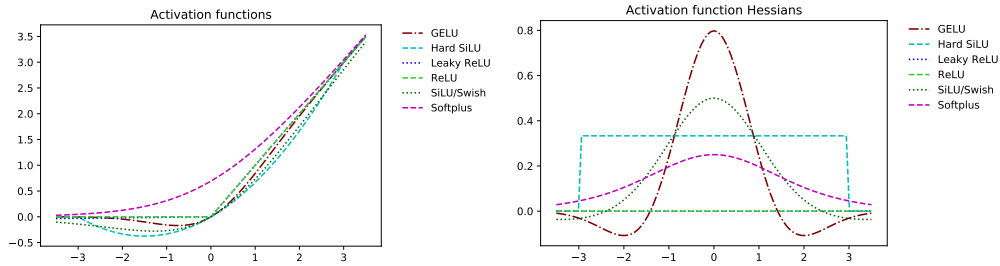 Activation functions
3.5
3.0
2.5
2.0
1.5
1.0
0.5
0.0
−0.5
−3
−2
−1
0
1
2
3
GELU
Hard SiLU
Leaky ReLU
ReLU
SiLU/Swish
Softplus
Activation function Hessians
0.8
0.6
0.4
0.2
0.0
−3
−2
−1
0
1
2
3
GELU
Hard SiLU
Leaky ReLU
ReLU
SiLU/Swish
Softplus